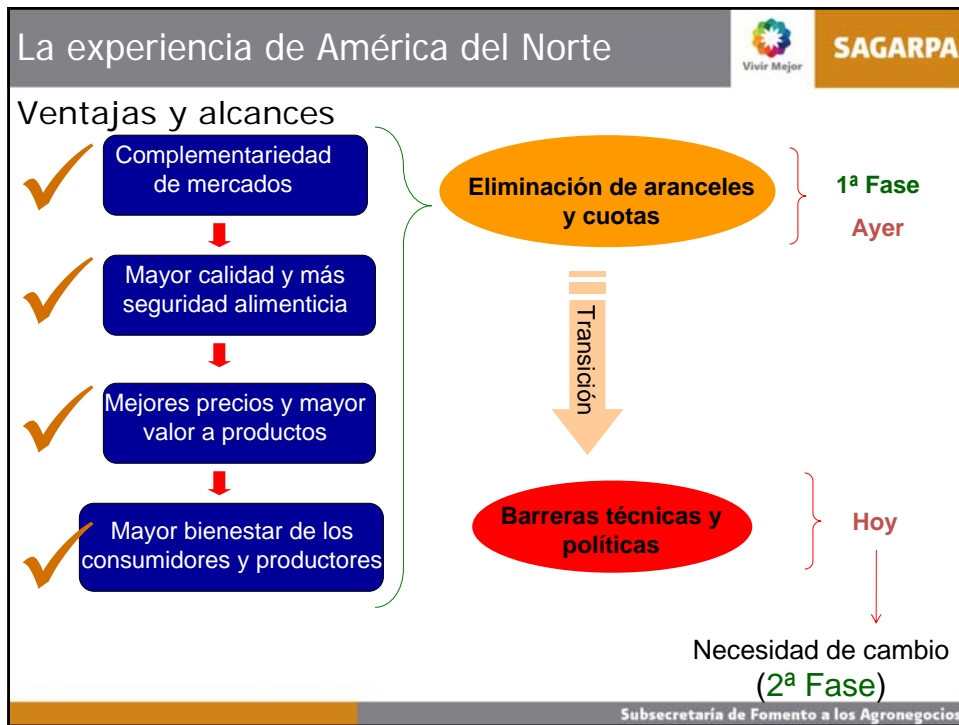 La experiencia de América del Norte
Vivir Mejor
SAGARPA
Ventajas y alcances
Complementariedad
de mercados
Mayor calidad y más
seguridad alimenticia
Mejores precios y mayor
valor a productos
Mayor bienestar de los
consumidores y productores
Eliminación de aranceles
y cuotas
1ª Fase
Ayer
Transición
Barreras técnicas y
políticas
Hoy
Necesidad de cambio
(2ª Fase)
Subsecretaría de Fomento a los Agronegocios